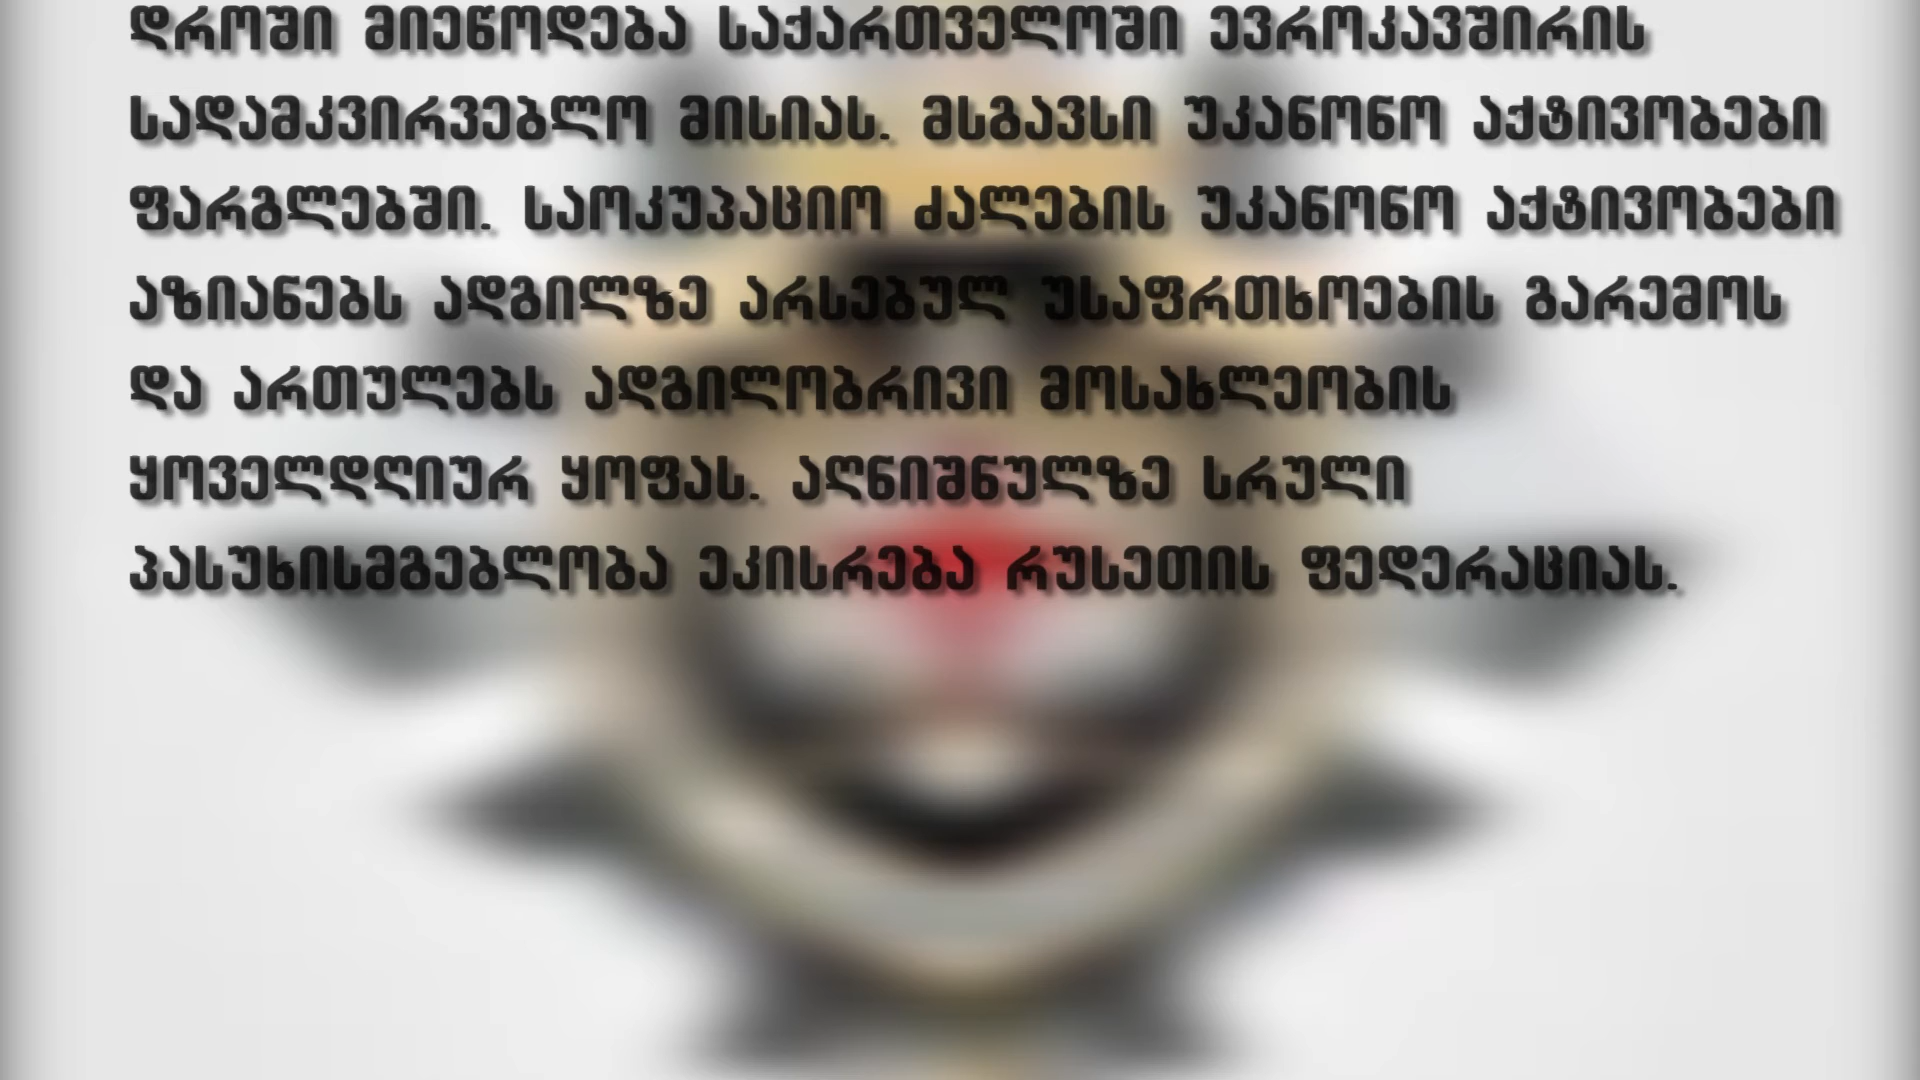 დროში მიეწოდება საქართველოში ევროკავშირის
სადამკვირვებლო მისიას. მსგავსი უკანონო აქტივობები
ფარგლებში. საოკუპაციო ძალების უკანონო აქტივობები
აზიანებს ადგილზე არსებულ უსაფრთხოების გარემოს
და ართულებს ადგილობრივი მოსახლეობის
ყოველდღიურ ყოფას. აღნიშნულზე სრული
პასუხისმგებლობა ეკისრება რუსეთის ფედერაციას.